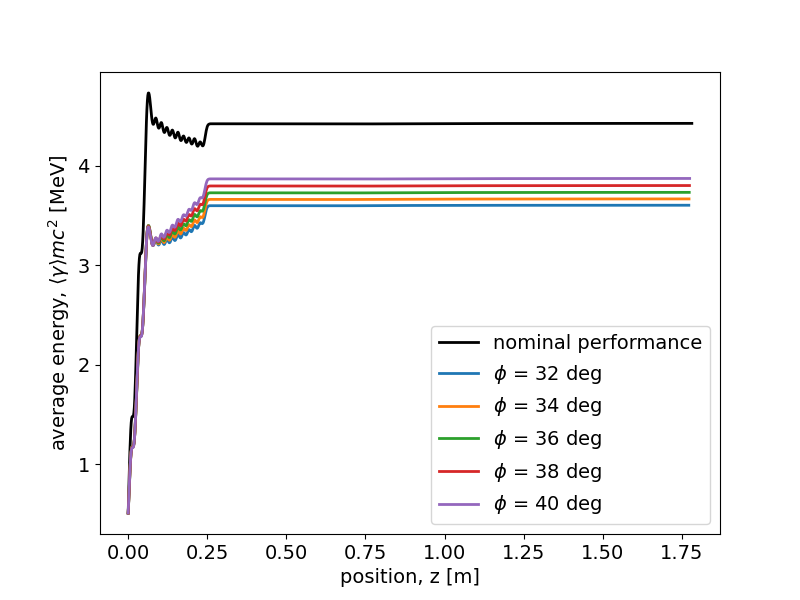 average energy, ⟨γ⟩mc² [MeV]
4
3
2
1
nominal performance
ϕ = 32 deg
ϕ = 34 deg
ϕ = 36 deg
ϕ = 38 deg
ϕ = 40 deg
0.00 0.25 0.50 0.75 1.00 1.25 1.50 1.75
position, z [m]